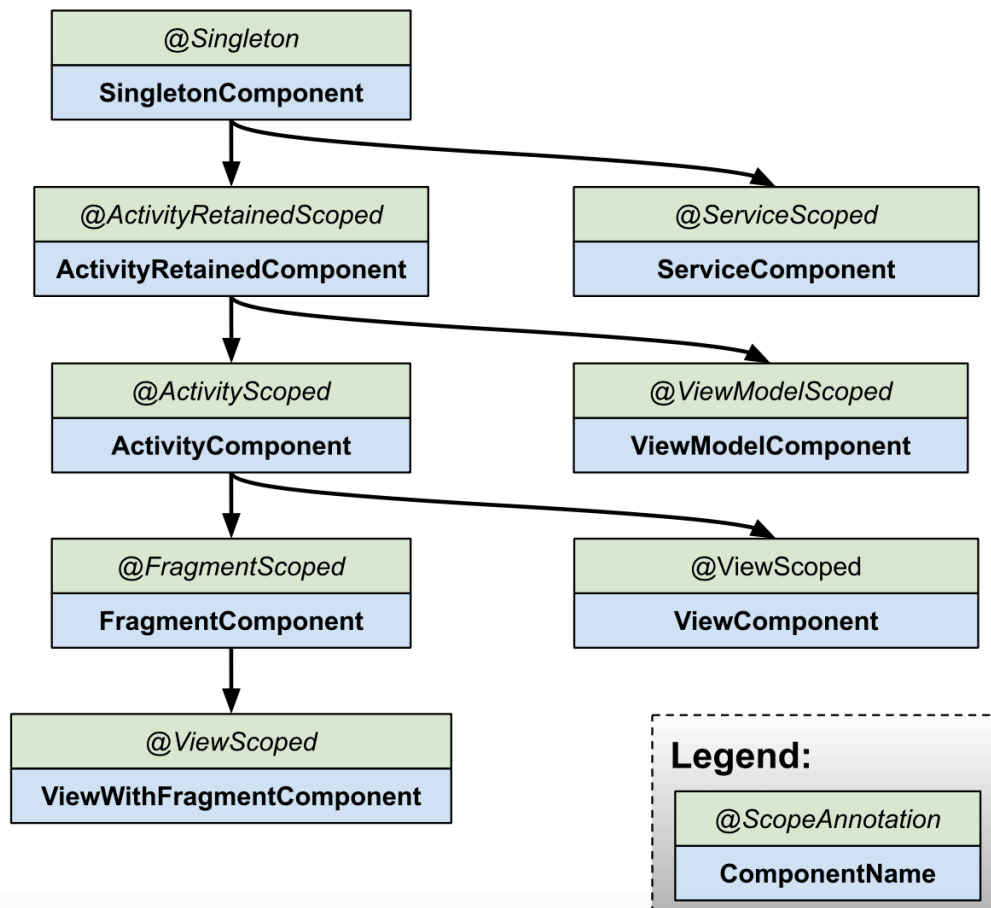 @Singleton
SingletonComponent
@ActivityRetainedScoped
ActivityRetainedComponent
@ServiceScoped
ServiceComponent
@ActivityScoped
ActivityComponent
@ViewModelScoped
ViewModelComponent
@FragmentScoped
FragmentComponent
@ViewScoped
ViewComponent
@ViewScoped
ViewWithFragmentComponent
Legend:
@ScopeAnnotation
ComponentName